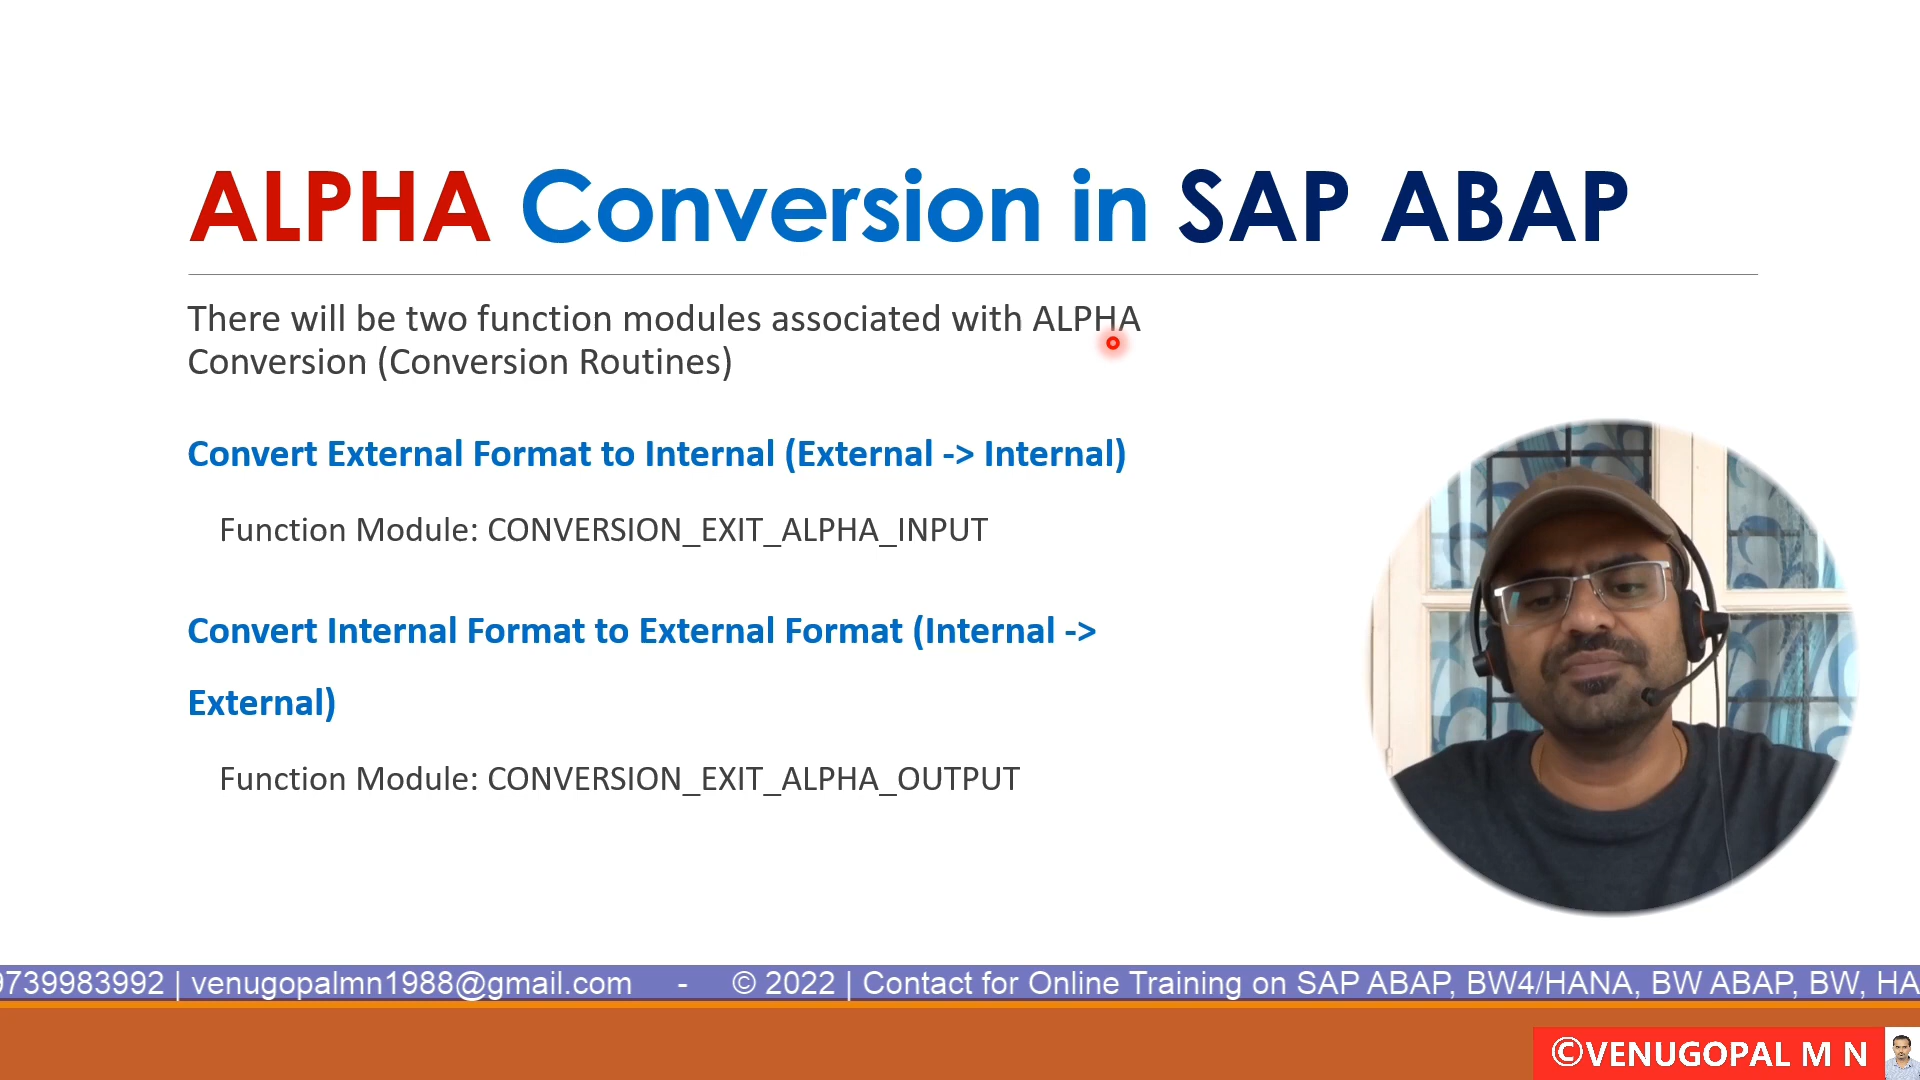 ALPHA Conversion in SAP ABAP
There will be two function modules associated with ALPHA
Conversion (Conversion Routines)
Convert External Format to Internal (External -> Internal)
Function Module: CONVERSION_EXIT_ALPHA_INPUT
Convert Internal Format to External Format (Internal ->
External)
Function Module: CONVERSION_EXIT_ALPHA_OUTPUT
9739983992 | venugopalmn1988@gmail.com - © 2022 | Contact for Online Training on SAP ABAP, BW4/HANA, BW ABAP, BW, HA
©VENUGOPAL M N